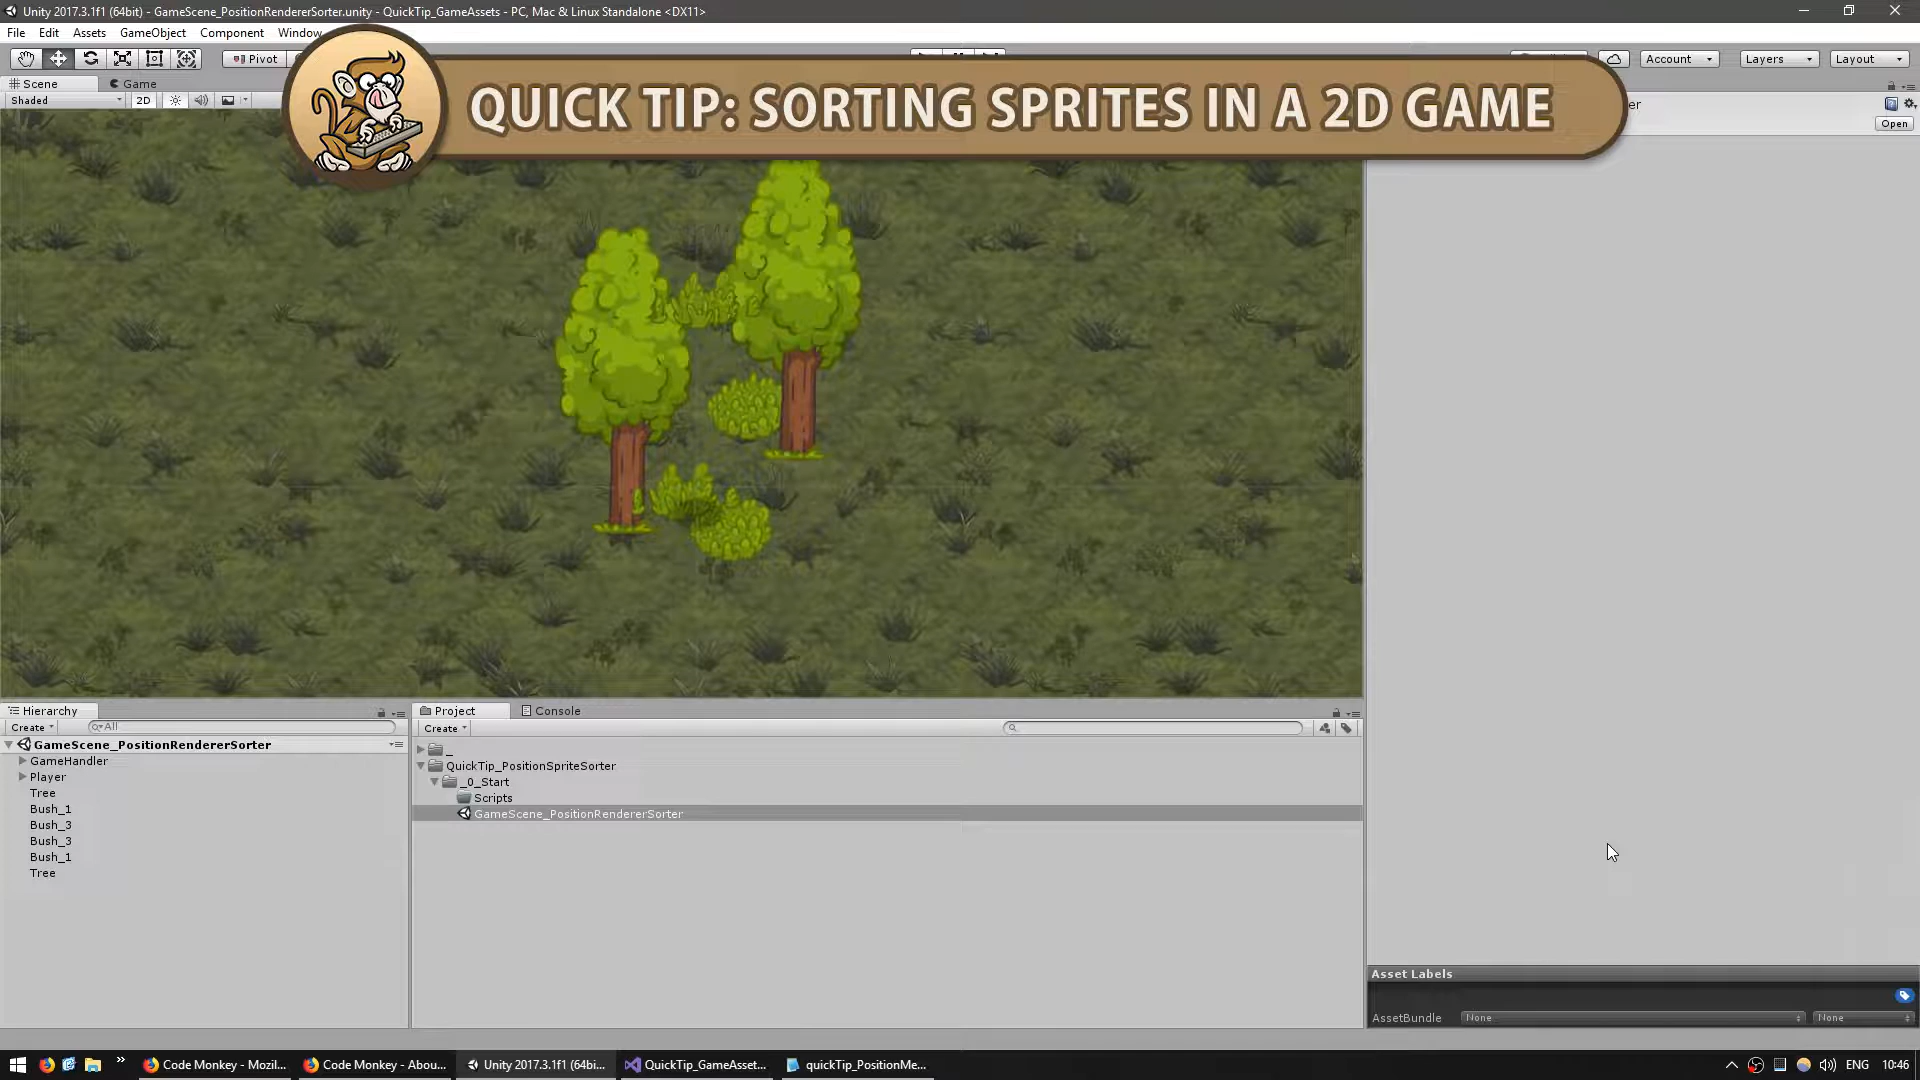 Unity 2017.3.1f1 (64bit) - GameScene_PositionRendererSorter.unity - QuickTip_GameAssets - PC, Mac & Linux Standalone <DX11>
File Edit Assets GameObject Component Window
Pivot Account Layers Layout
QUICK TIP: SORTING SPRITES IN A 2D GAME
Scene Game
Shaded 2D
er
Open
Hierarchy
Create All
GameScene_PositionRendererSorter
GameHandler
Player
Tree
Bush_1
Bush_3
Bush_3
Bush_1
Tree
Project Console
Create
_
QuickTip_PositionSpriteSorter
_0_Start
Scripts
GameScene_PositionRendererSorter
Asset Labels
AssetBundle None None
Code Monkey - Mozil... Code Monkey - Abou... Unity 2017.3.1f1 (64bi... QuickTip_GameAsset... quickTip_PositionMe... ENG 10:46